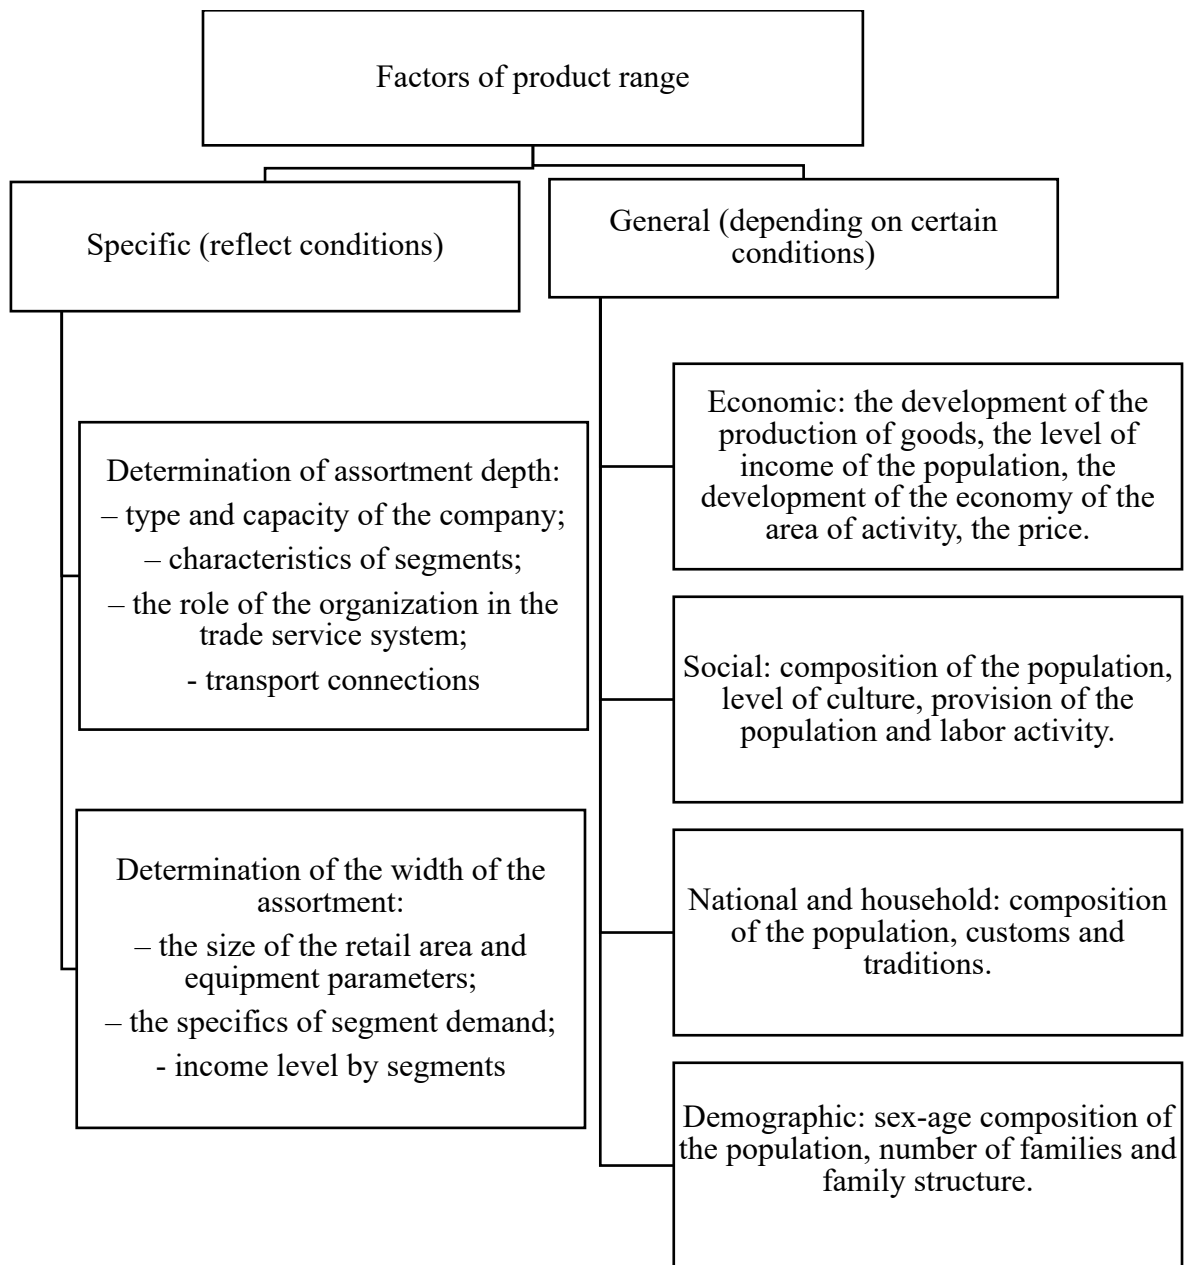 Factors of product range
Specific (reflect conditions)
General (depending on certain
conditions)
Determination of assortment depth:
– type and capacity of the company;
– characteristics of segments;
– the role of the organization in the
trade service system;
- transport connections
Determination of the width of the
assortment:
– the size of the retail area and
equipment parameters;
– the specifics of segment demand;
- income level by segments
Economic: the development of the
production of goods, the level of
income of the population, the
development of the economy of the
area of activity, the price.
Social: composition of the population,
level of culture, provision of the
population and labor activity.
National and household: composition
of the population, customs and
traditions.
Demographic: sex-age composition of
the population, number of families and
family structure.